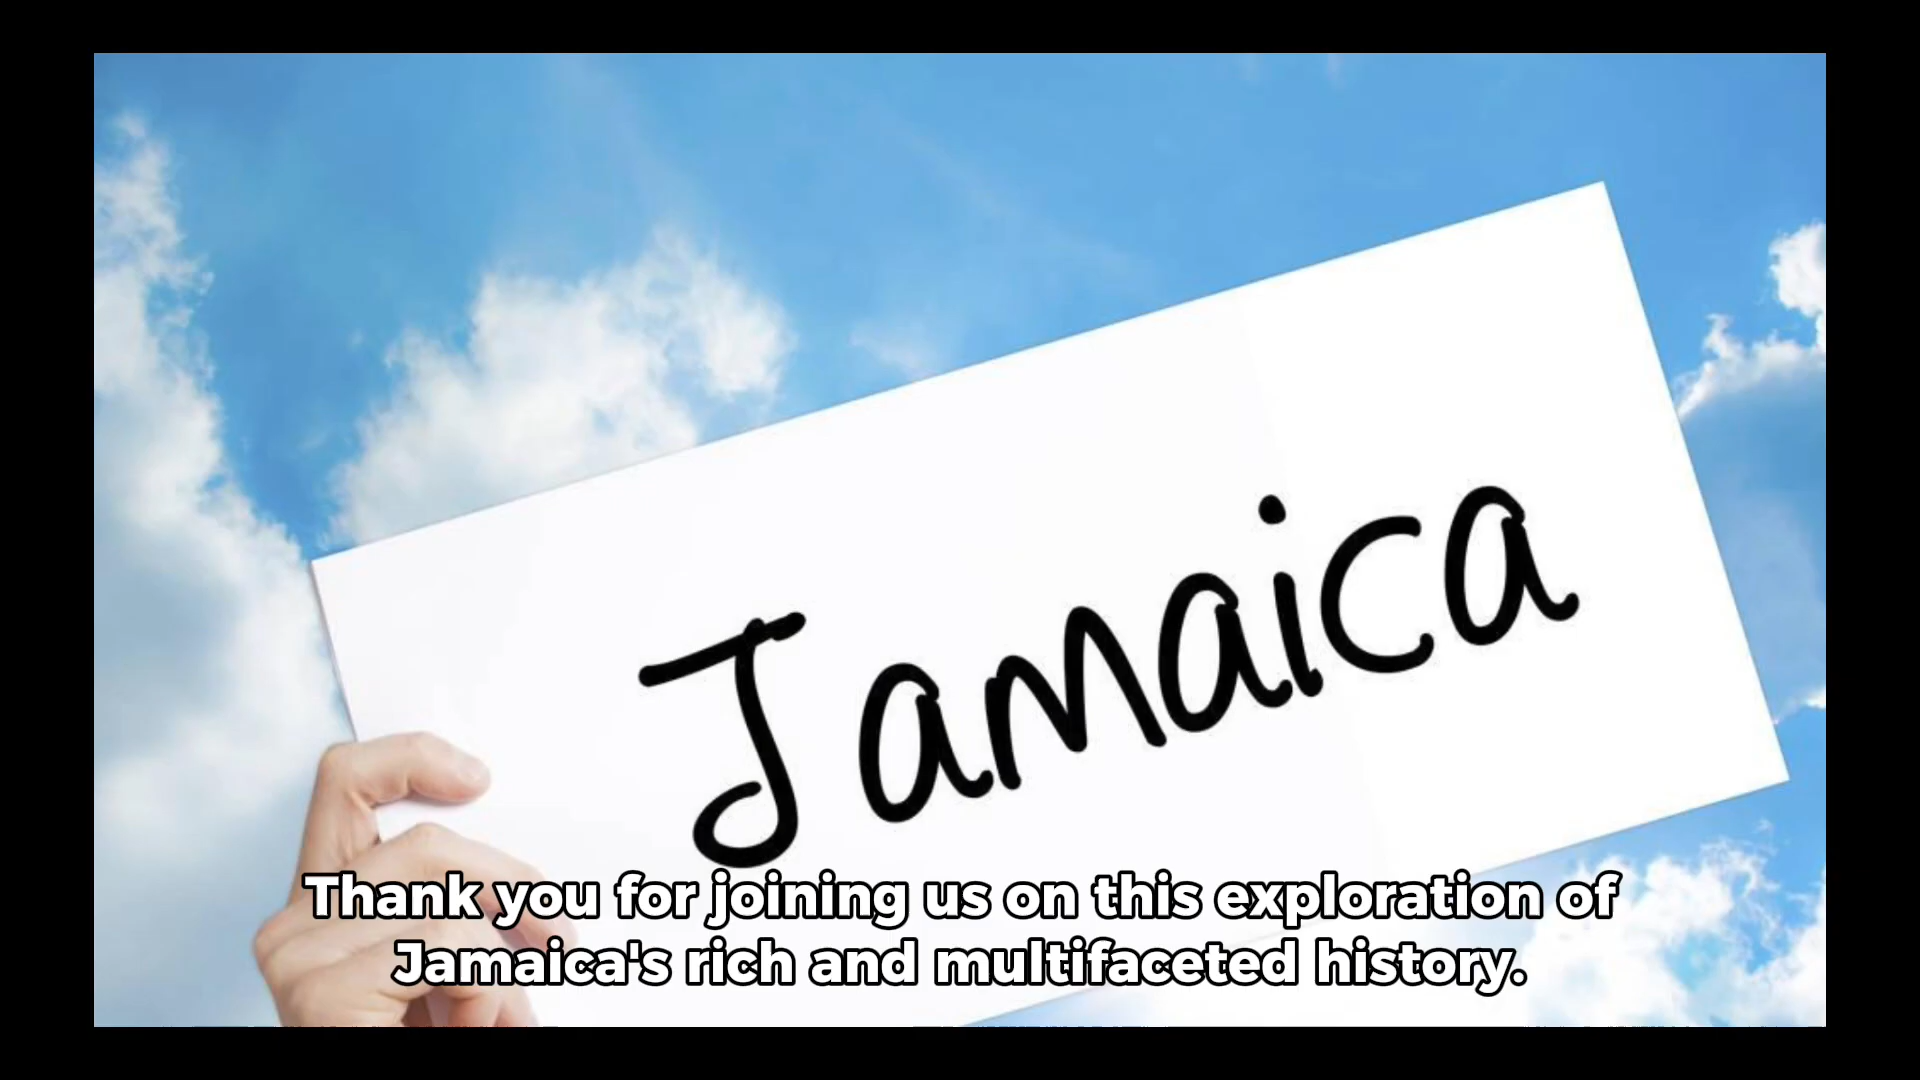 Jamaica
Thank you for joining us on this exploration of
Jamaica's rich and multifaceted history.